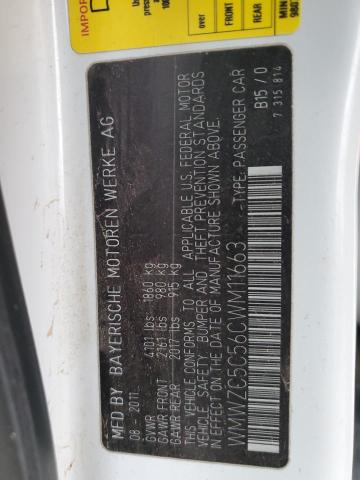 IMPOR
over
FRONT
REAR
MFD BY BAYERISCHE MOTOREN WERKE AG
08 - 2011
GVWR 4101 lbs 1860 kg
GAWR FRONT 2161 lbs 980 kg
GAWR REAR 2017 lbs 915 kg
THIS VEHICLE CONFORMS TO ALL APPLICABLE U.S. FEDERAL MOTOR
VEHICLE SAFETY, BUMPER AND THEFT PREVENTION STANDARDS
IN EFFECT ON THE DATE OF MANUFACTURE SHOWN ABOVE.
WMWZC5C56CWM11663 -TYPE: PASSENGER CAR
B15 / 0
7 315 814